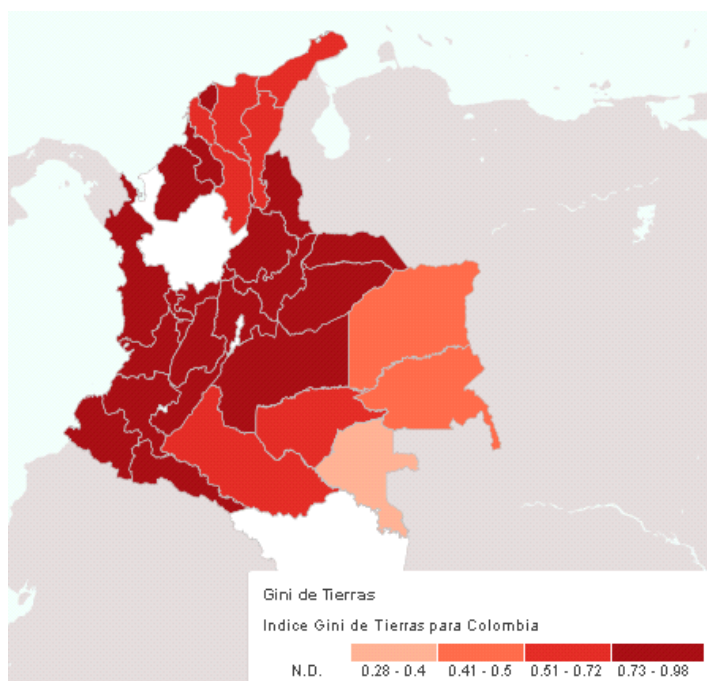 Gini de Tierras
Indice Gini de Tierras para Colombia
N.D. 0.28 - 0.4 0.41 - 0.5 0.51 - 0.72 0.73 - 0.98